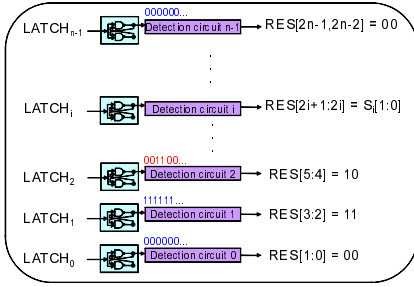 000000...
LATCHn-1 Detection circuit n-1 RES[2n-1,2n-2] = 00
LATCHi Detection circuit i RES[2i+1:2i] = Si[1:0]
001100...
LATCH2 Detection circuit 2 RES[5:4] = 10
111111...
LATCH1 Detection circuit 1 RES[3:2] = 11
000000...
LATCH0 Detection circuit 0 RES[1:0] = 00